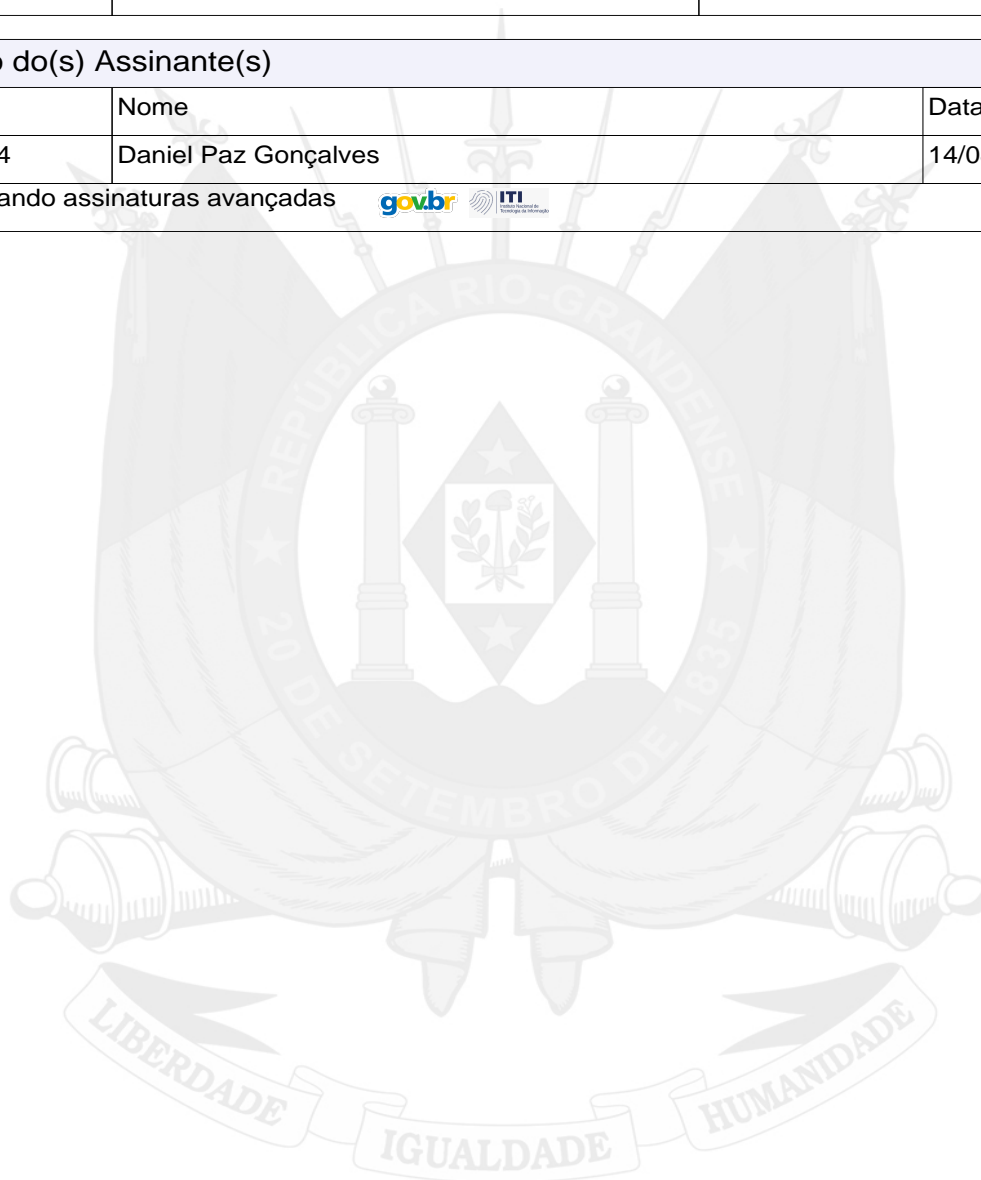 do(s) Assinante(s)
Nome
Data
4
Daniel Paz Gonçalves
14/0
ando assinaturas avançadas
gov.br
ITI
REPÚBLICA RIO-GRANDENSE
20 DE SETEMBRO DE 1835
LIBERDADE
IGUALDADE
HUMANIDADE